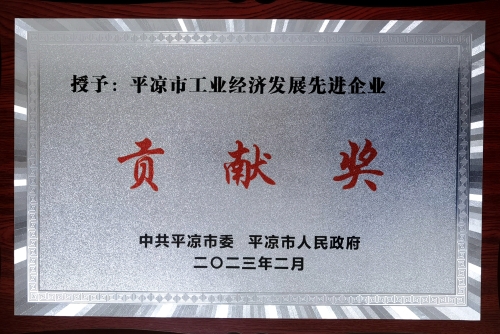 授予：平凉市工业经济发展先进企业
贡献奖
中共平凉市委 平凉市人民政府
二〇二三年二月